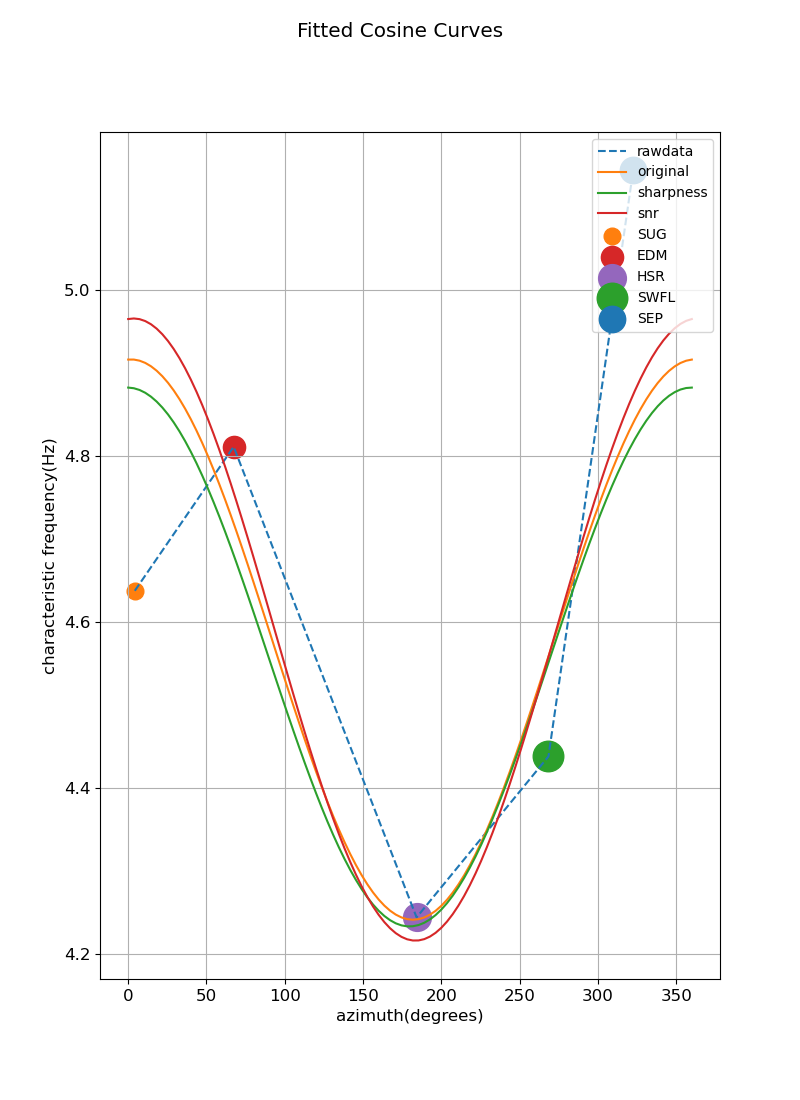 Fitted Cosine Curves
rawdata
original
sharpness
snr
SUG
EDM
HSR
SWFL
SEP
5.0
4.8
4.6
4.4
4.2
characteristic frequency(Hz)
0 50 100 150 200 250 300 350
azimuth(degrees)